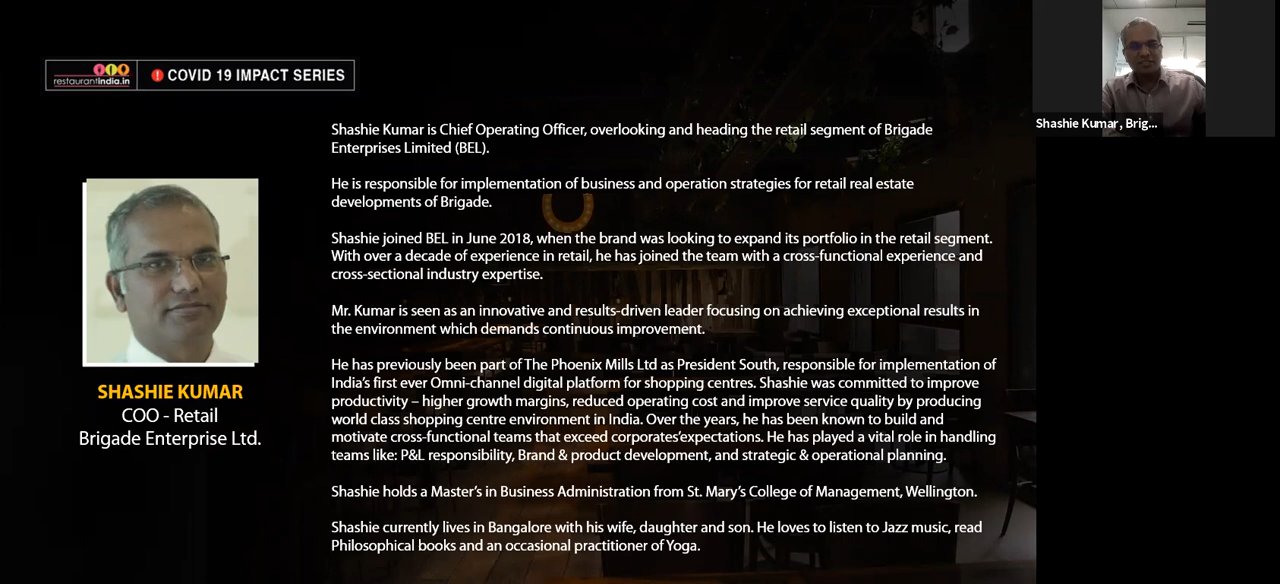 restaurantindia.in
COVID 19 IMPACT SERIES
Shashie Kumar is Chief Operating Officer, overlooking and heading the retail segment of Brigade
Enterprises Limited (BEL).
He is responsible for implementation of business and operation strategies for retail real estate
developments of Brigade.
Shashie joined BEL in June 2018, when the brand was looking to expand its portfolio in the retail segment.
With over a decade of experience in retail, he has joined the team with a cross-functional experience and
cross-sectional industry expertise.
Mr. Kumar is seen as an innovative and results-driven leader focusing on achieving exceptional results in
the environment which demands continuous improvement.
He has previously been part of The Phoenix Mills Ltd as President South, responsible for implementation of
India's first ever Omni-channel digital platform for shopping centres. Shashie was committed to improve
productivity – higher growth margins, reduced operating cost and improve service quality by producing
world class shopping centre environment in India. Over the years, he has been known to build and
motivate cross-functional teams that exceed corporates'expectations. He has played a vital role in handling
teams like: P&L responsibility, Brand & product development, and strategic & operational planning.
Shashie holds a Master's in Business Administration from St. Mary's College of Management, Wellington.
Shashie currently lives in Bangalore with his wife, daughter and son. He loves to listen to Jazz music, read
Philosophical books and an occasional practitioner of Yoga.
SHASHIE KUMAR
COO - Retail
Brigade Enterprise Ltd.
Shashie Kumar, Brig...